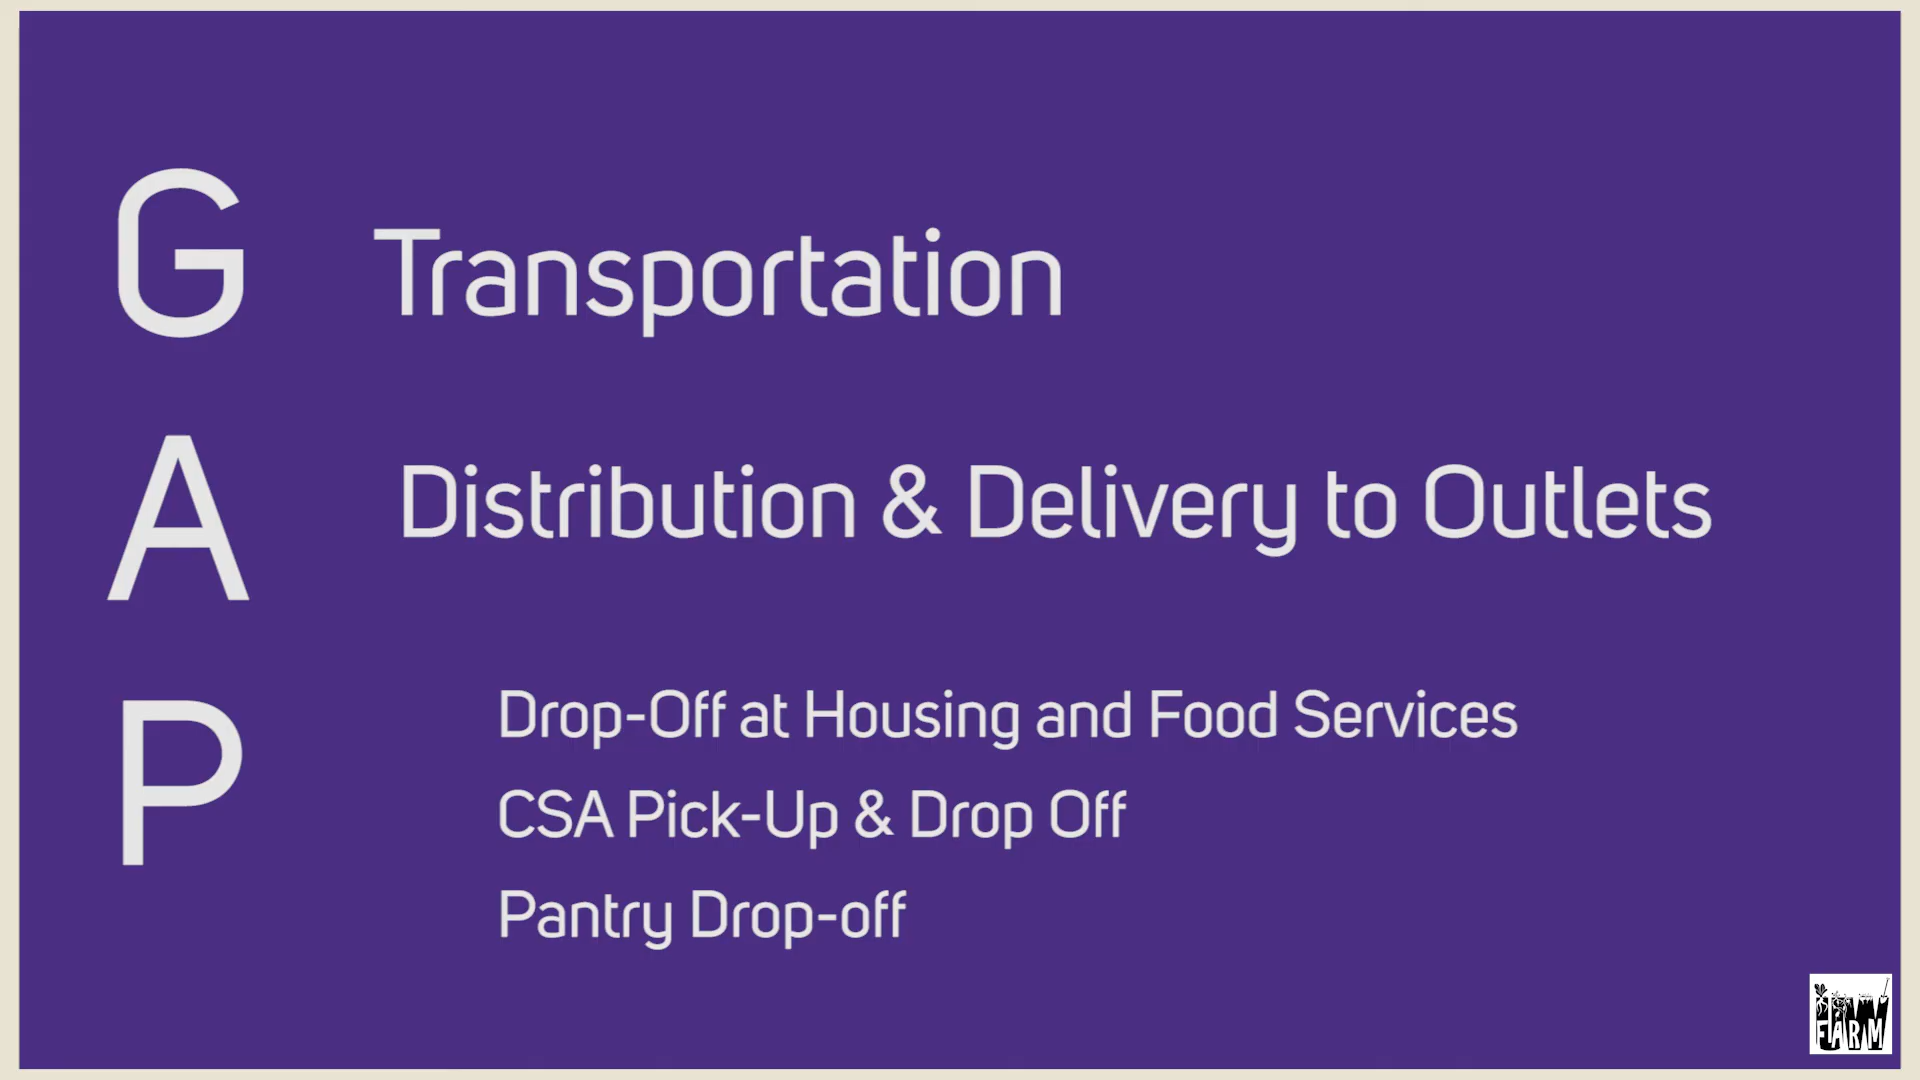 G
A
P
Transportation
Distribution & Delivery to Outlets
Drop-Off at Housing and Food Services
CSA Pick-Up & Drop Off
Pantry Drop-off
FARM